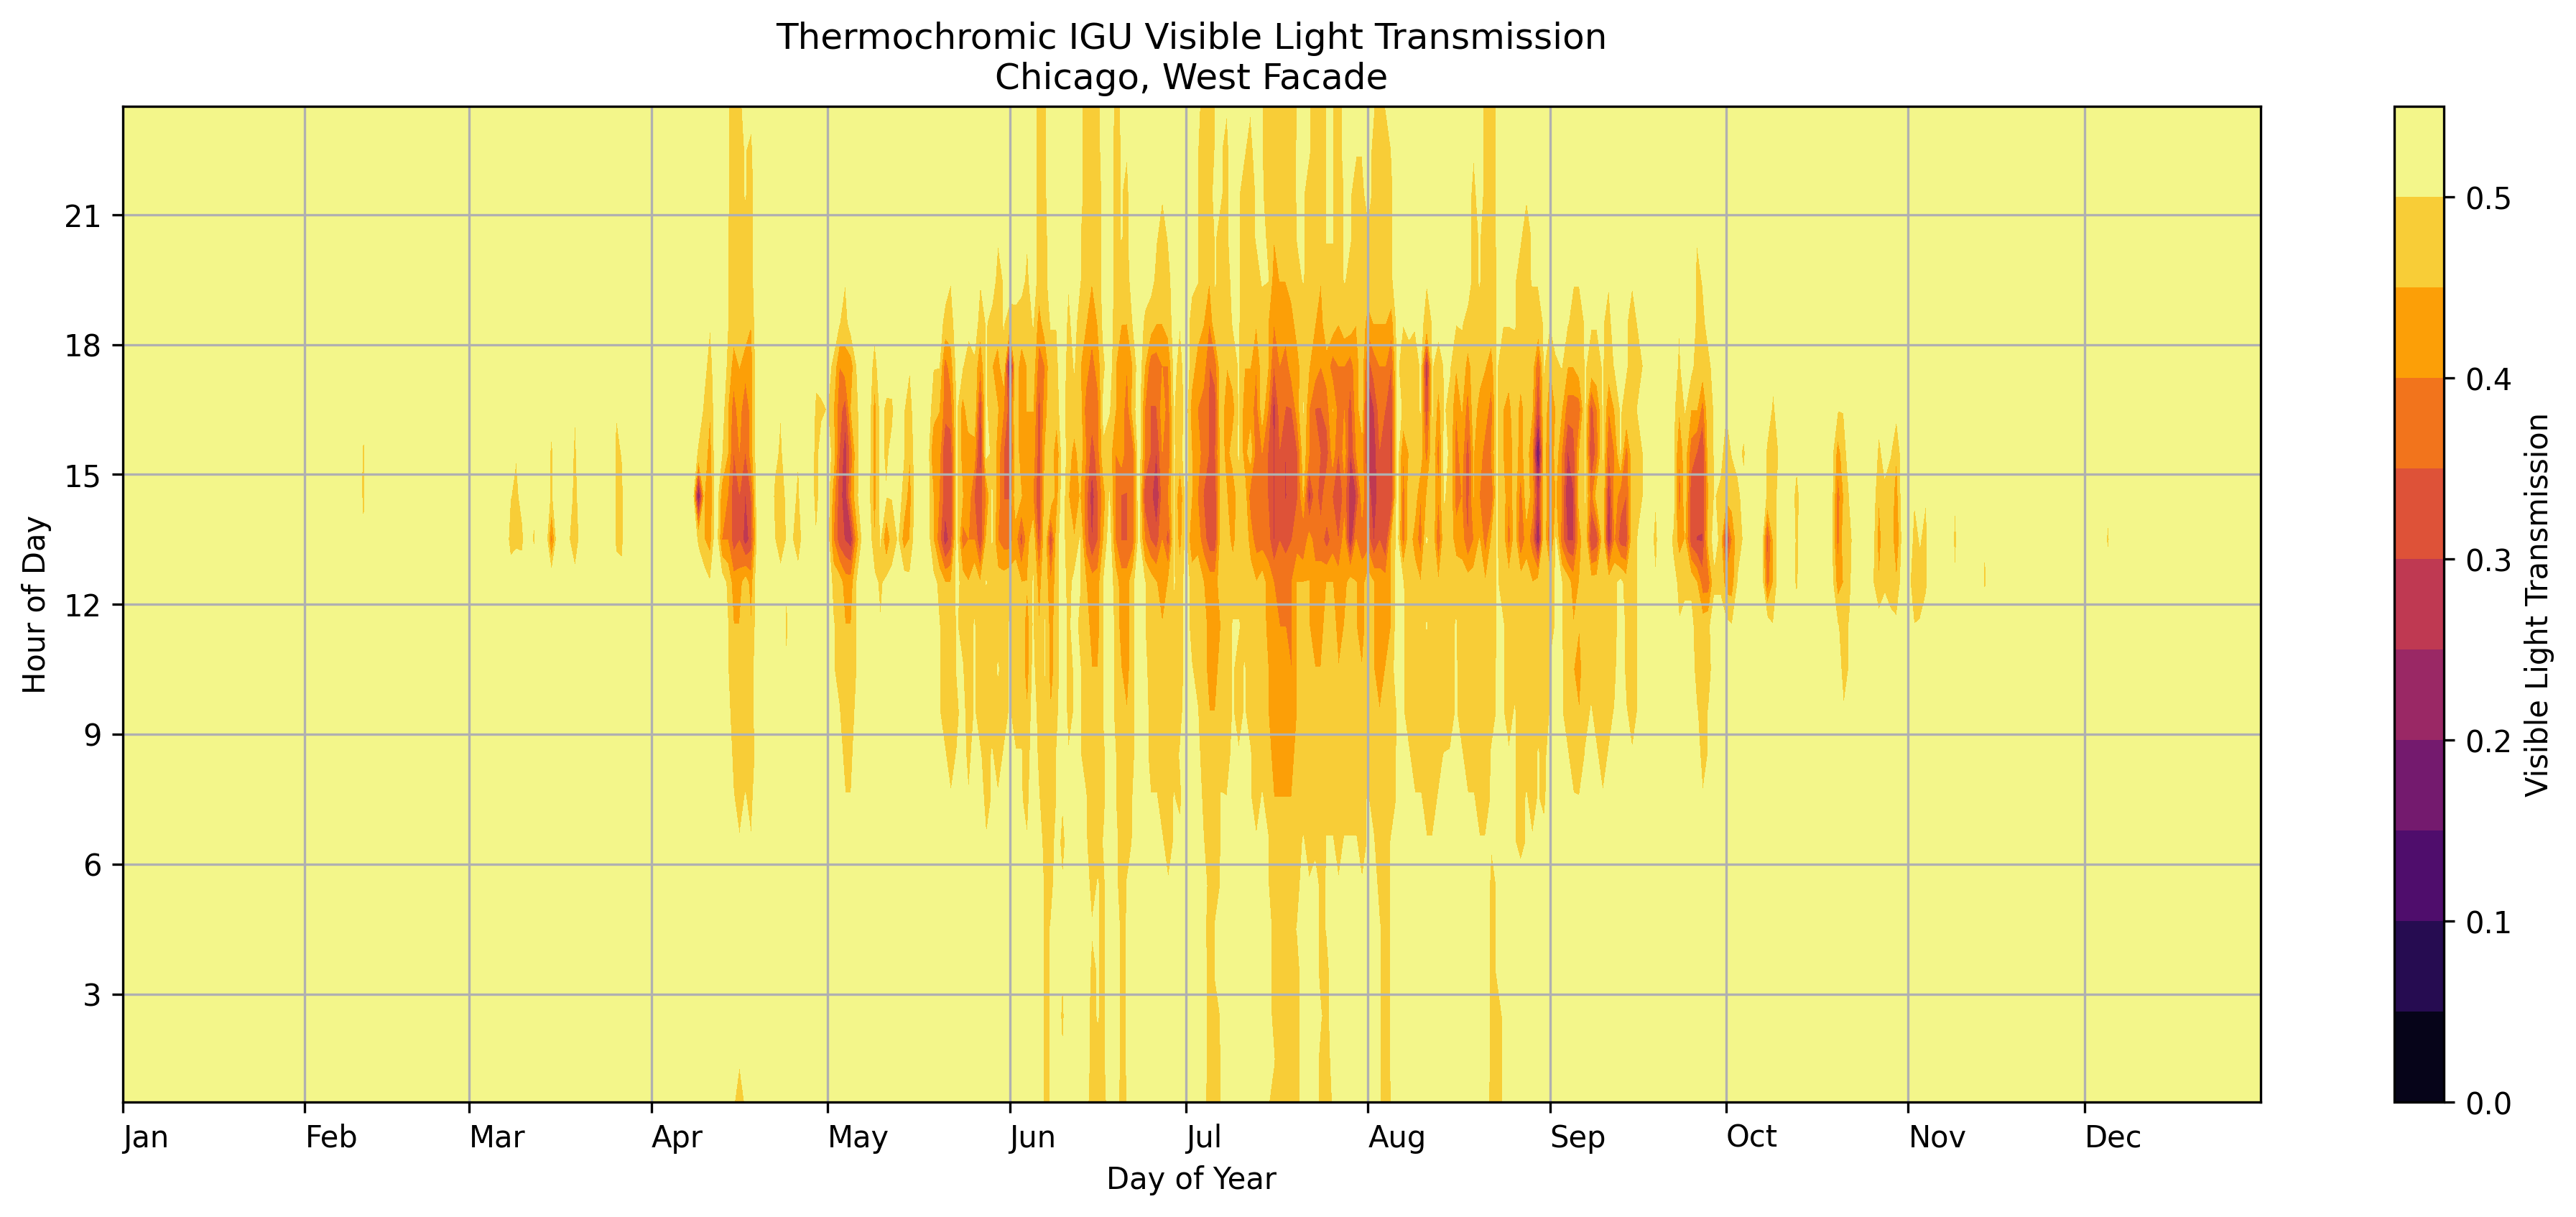 Thermochromic IGU Visible Light Transmission
Chicago, West Facade
Hour of Day
21
18
15
12
9
6
3
Jan Feb Mar Apr May Jun Jul Aug Sep Oct Nov Dec
Day of Year
0.5
0.4
0.3
0.2
0.1
0.0
Visible Light Transmission